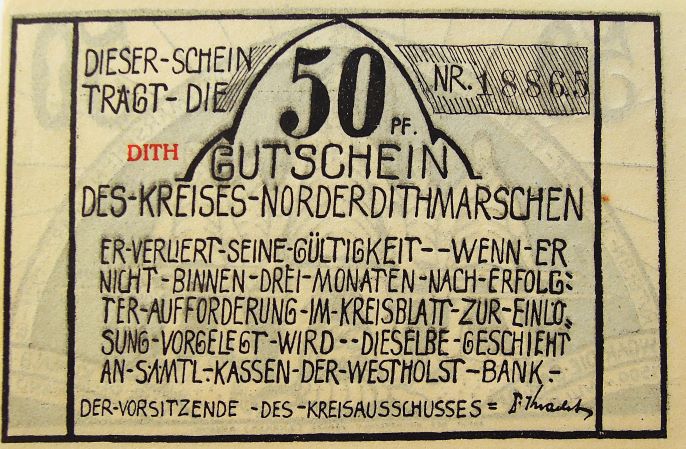 DIESER-SCHEIN
TRÄGT-DIE
50 PF.
NR. 18865
DITH
GUTSCHEIN
DES-KREISES-NORDERDITHMARSCHEN
ER-VERLIERT-SEINE-GÜLTIGKEIT--WENN-ER
NICHT-BINNEN-DREI-MONATEN-NACH-ERFOLG=
TER-AUFFORDERUNG-IM-KREISBLATT-ZUR-EINLÖ=
SUNG-VORGELEGT-WIRD--DIESELBE-GESCHIEHT
AN-SÄMTL.-KASSEN-DER-WESTHOLST-BANK.-
DER-VORSITZENDE-DES-KREISAUSSCHUSSES=